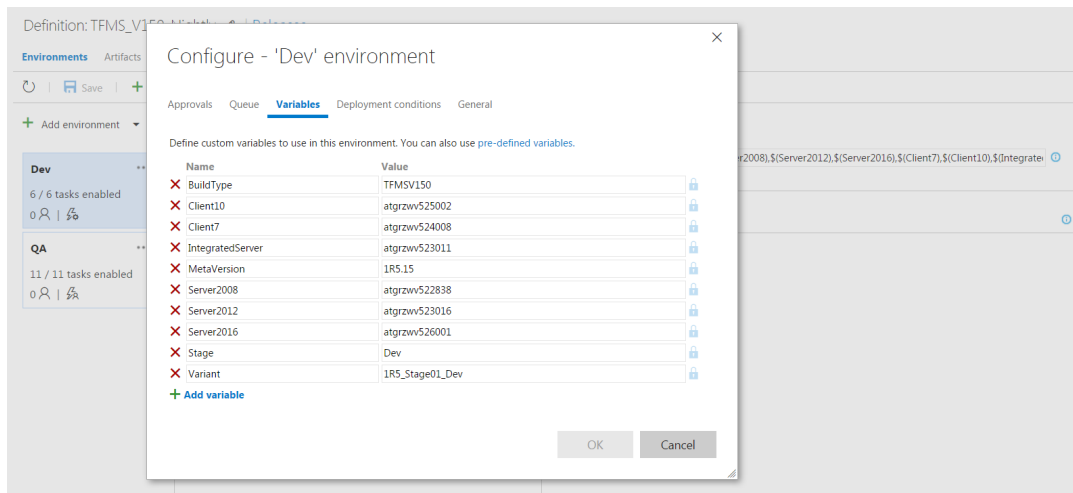 Definition: TFMS_V150_Nightly | Releases
Environments Artifacts
Save
Add environment
Dev
6 / 6 tasks enabled
0
QA
11 / 11 tasks enabled
0
Configure - 'Dev' environment
Approvals Queue Variables Deployment conditions General
Define custom variables to use in this environment. You can also use pre-defined variables.
Name Value
BuildType TFMSV150
Client10 atgrzwv525002
Client7 atgrzwv524008
IntegratedServer atgrzwv523011
MetaVersion 1R5.15
Server2008 atgrzwv522838
Server2012 atgrzwv523016
Server2016 atgrzwv526001
Stage Dev
Variant 1R5_Stage01_Dev
Add variable
OK Cancel
r2008),$(Server2012),$(Server2016),$(Client7),$(Client10),$(Integrate